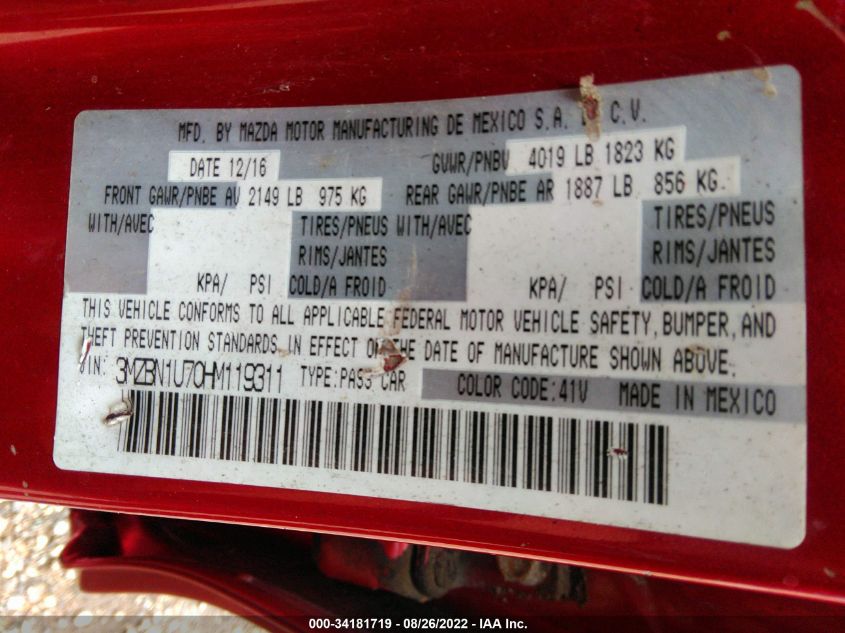 MFD. BY MAZDA MOTOR MANUFACTURING DE MEXICO S.A. C.V.
DATE 12/16 GVWR/PNBV 4019 LB 1823 KG
FRONT GAWR/PNBE AV 2149 LB 975 KG REAR GAWR/PNBE AR 1887 LB 856 KG
WITH/AVEC TIRES/PNEUS WITH/AVEC TIRES/PNEUS
RIMS/JANTES RIMS/JANTES
KPA/ PSI COLD/A FROID KPA/ PSI COLD/A FROID
THIS VEHICLE CONFORMS TO ALL APPLICABLE FEDERAL MOTOR VEHICLE SAFETY, BUMPER, AND
THEFT PREVENTION STANDARDS IN EFFECT ON THE DATE OF MANUFACTURE SHOWN ABOVE.
VIN: 3MZBN1U70HM119311 TYPE:PASS CAR COLOR CODE:41V MADE IN MEXICO
000-34181719 - 08/26/2022 - IAA Inc.